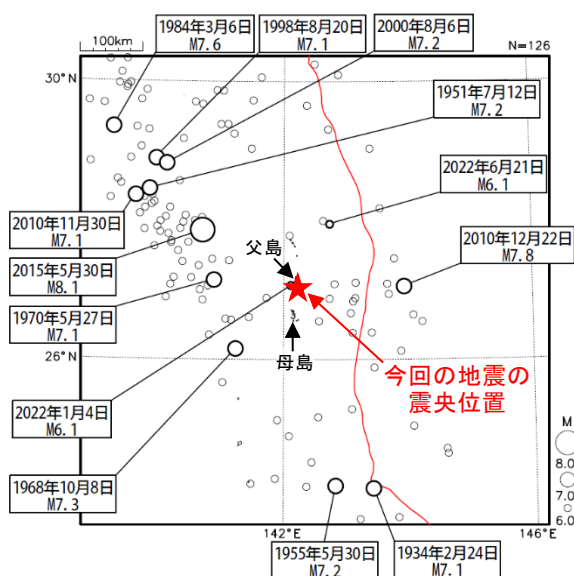 1984年3月6日
M7.6
1998年8月20日
M7.1
2000年8月6日
M7.2
100km
N=126
30°N
1951年7月12日
M7.2
2022年6月21日
M6.1
2010年11月30日
M7.1
父島
2010年12月22日
M7.8
2015年5月30日
M8.1
1970年5月27日
M7.1
26°N
母島
今回の地震の
震央位置
2022年1月4日
M6.1
M
8.0
7.0
6.0
1968年10月8日
M7.3
142°E
146°E
1955年5月30日
M7.2
1934年2月24日
M7.1